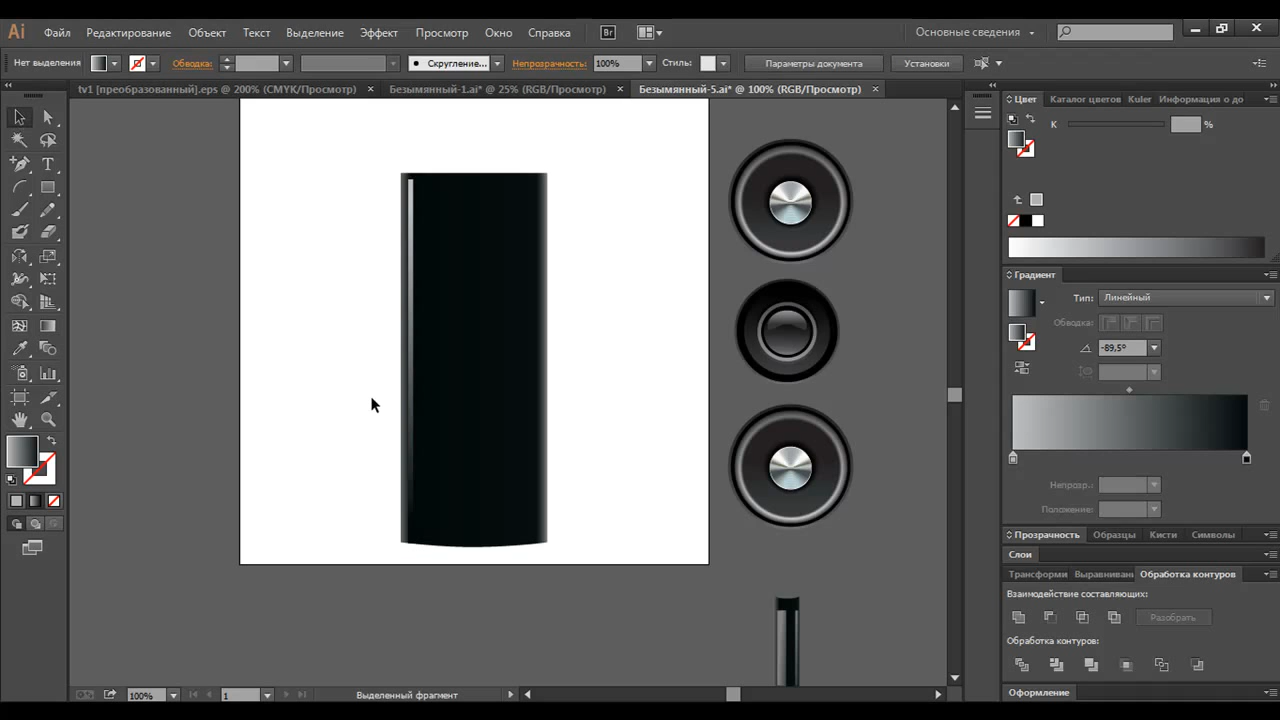 Ai Файл Редактирование Объект Текст Выделение Эффект Просмотр Окно Справка Br Основные сведения
Нет выделения Обводка: Скругление... Непрозрачность: 100% Стиль: Параметры документа Установки
tv1 [преобразованный].eps @ 200% (CMYK/Просмотр) × Безымянный-1.ai* @ 25% (RGB/Просмотр) × Безымянный-5.ai* @ 100% (RGB/Просмотр) ×
Цвет Каталог цветов Kuler Информация о до
K %
Градиент
Тип: Линейный
Обводка:
-89,5°
Непрозр.:
Положение:
Прозрачность Образцы Кисти Символы
Слои
Трансформи Выравнивани Обработка контуров
Взаимодействие составляющих:
Разобрать
Обработка контуров:
Оформление
100% 1 Выделенный фрагмент